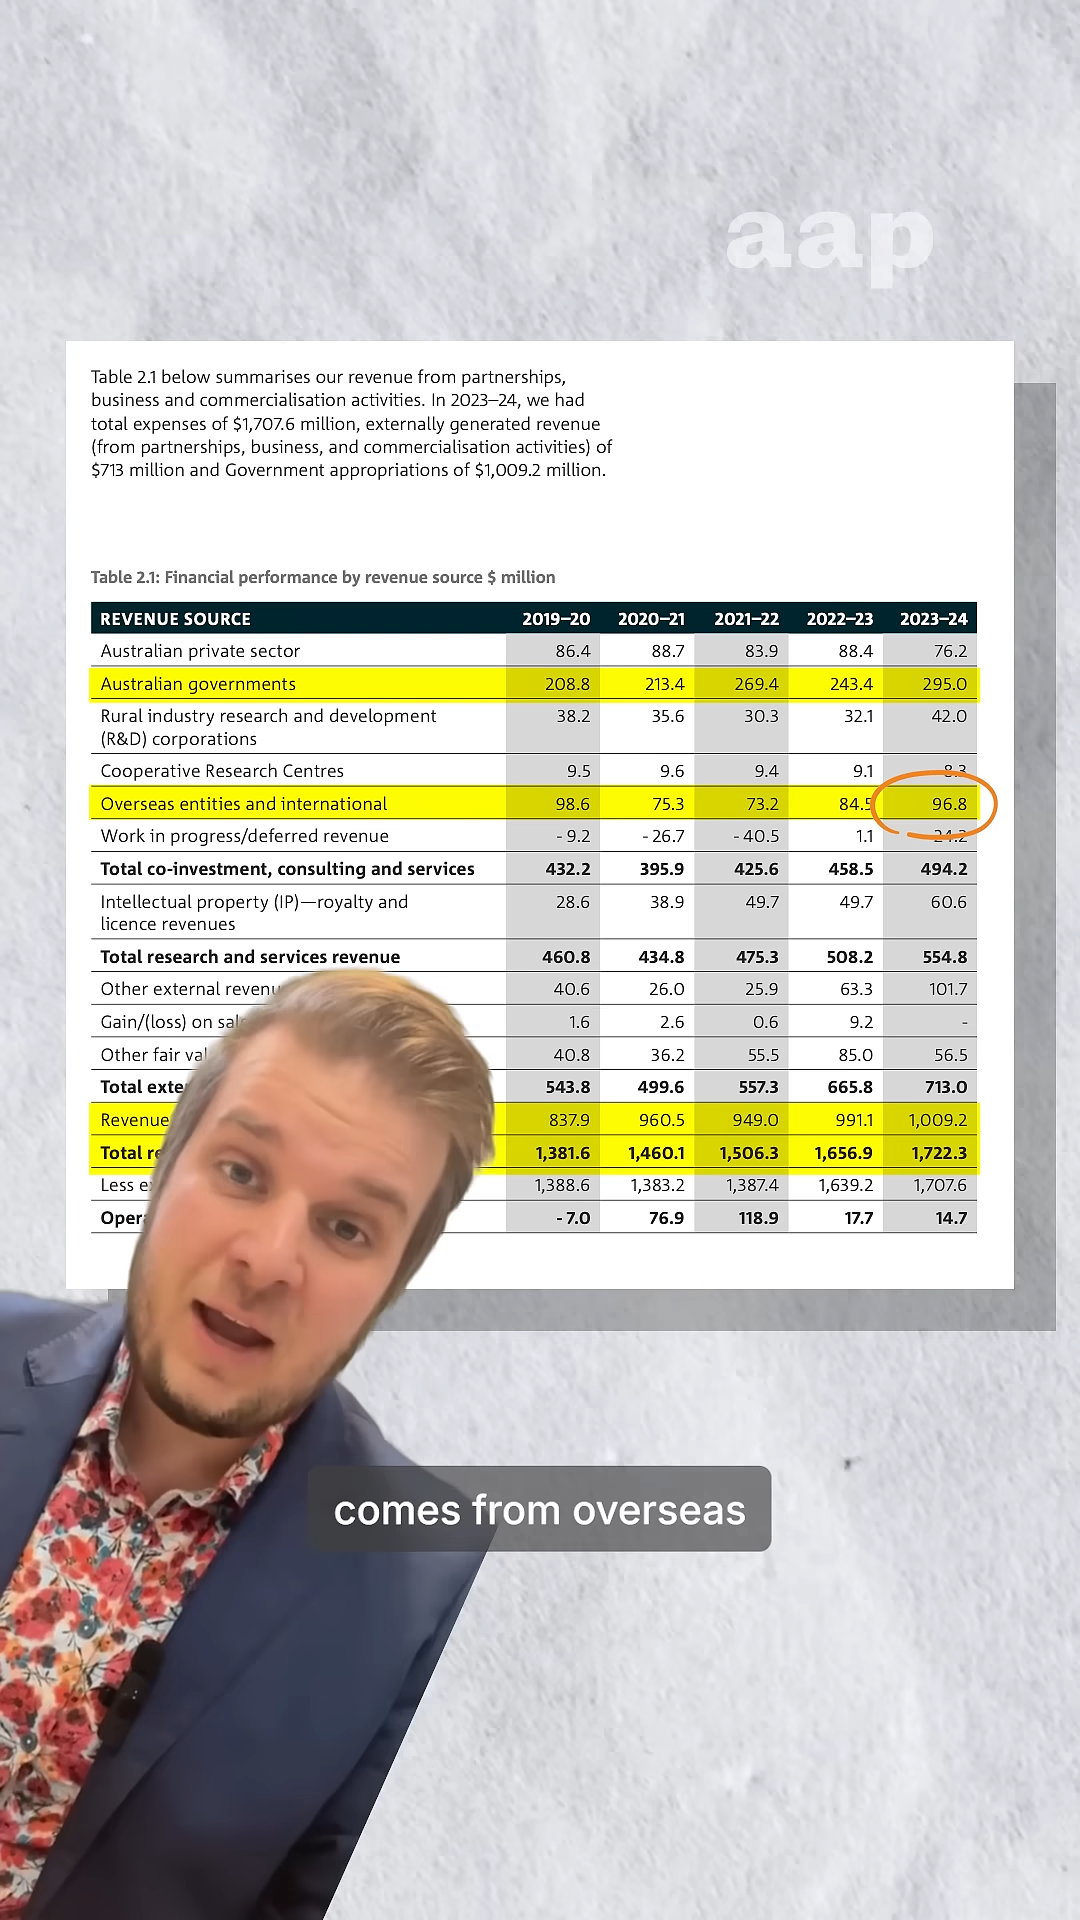 aap
Table 2.1 below summarises our revenue from partnerships,
business and commercialisation activities. In 2023–24, we had
total expenses of $1,707.6 million, externally generated revenue
(from partnerships, business, and commercialisation activities) of
$713 million and Government appropriations of $1,009.2 million.
Table 2.1: Financial performance by revenue source $ million
REVENUE SOURCE 2019–20 2020–21 2021–22 2022–23 2023–24
Australian private sector 86.4 88.7 83.9 88.4 76.2
Australian governments 208.8 213.4 269.4 243.4 295.0
Rural industry research and development 38.2 35.6 30.3 32.1 42.0
(R&D) corporations
Cooperative Research Centres 9.5 9.6 9.4 9.1 8.3
Overseas entities and international 98.6 75.3 73.2 84.5 96.8
Work in progress/deferred revenue - 9.2 - 26.7 - 40.5 1.1 - 24.2
Total co-investment, consulting and services 432.2 395.9 425.6 458.5 494.2
Intellectual property (IP)—royalty and 28.6 38.9 49.7 49.7 60.6
licence revenues
Total research and services revenue 460.8 434.8 475.3 508.2 554.8
Other external 40.6 26.0 25.9 63.3 101.7
Gain/(loss) on 1.6 2.6 0.6 9.2 -
Other fair 40.8 36.2 55.5 85.0 56.5
Total 543.8 499.6 557.3 665.8 713.0
Revenue 837.9 960.5 949.0 991.1 1,009.2
Total 1,381.6 1,460.1 1,506.3 1,656.9 1,722.3
Less 1,388.6 1,383.2 1,387.4 1,639.2 1,707.6
- 7.0 76.9 118.9 17.7 14.7
comes from overseas